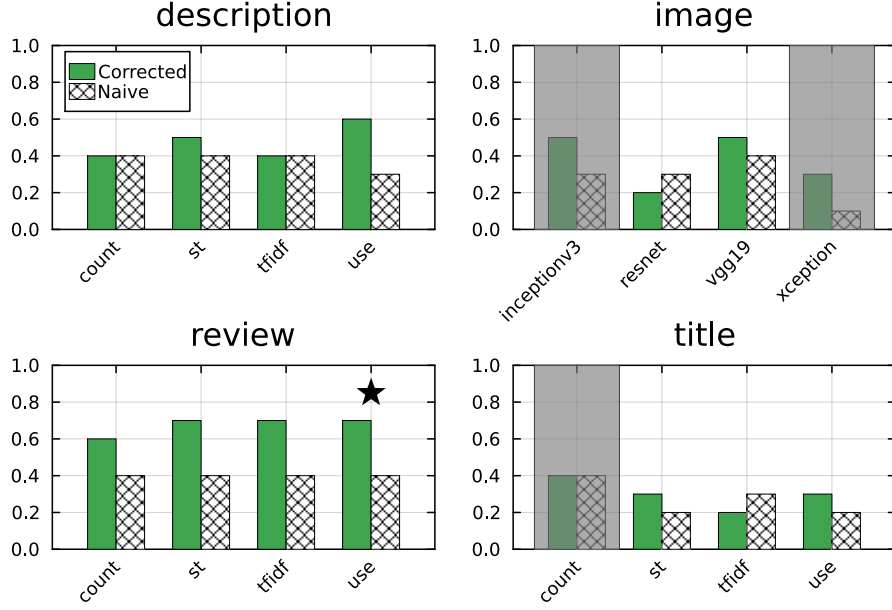 description
1.0
0.8
0.6
0.4
0.2
0.0
Corrected
Naive
count
st
tfidf
use
image
1.0
0.8
0.6
0.4
0.2
0.0
inceptionv3
resnet
vgg19
xception
review
1.0
0.8
0.6
0.4
0.2
0.0
count
st
tfidf
use
title
1.0
0.8
0.6
0.4
0.2
0.0
count
st
tfidf
use